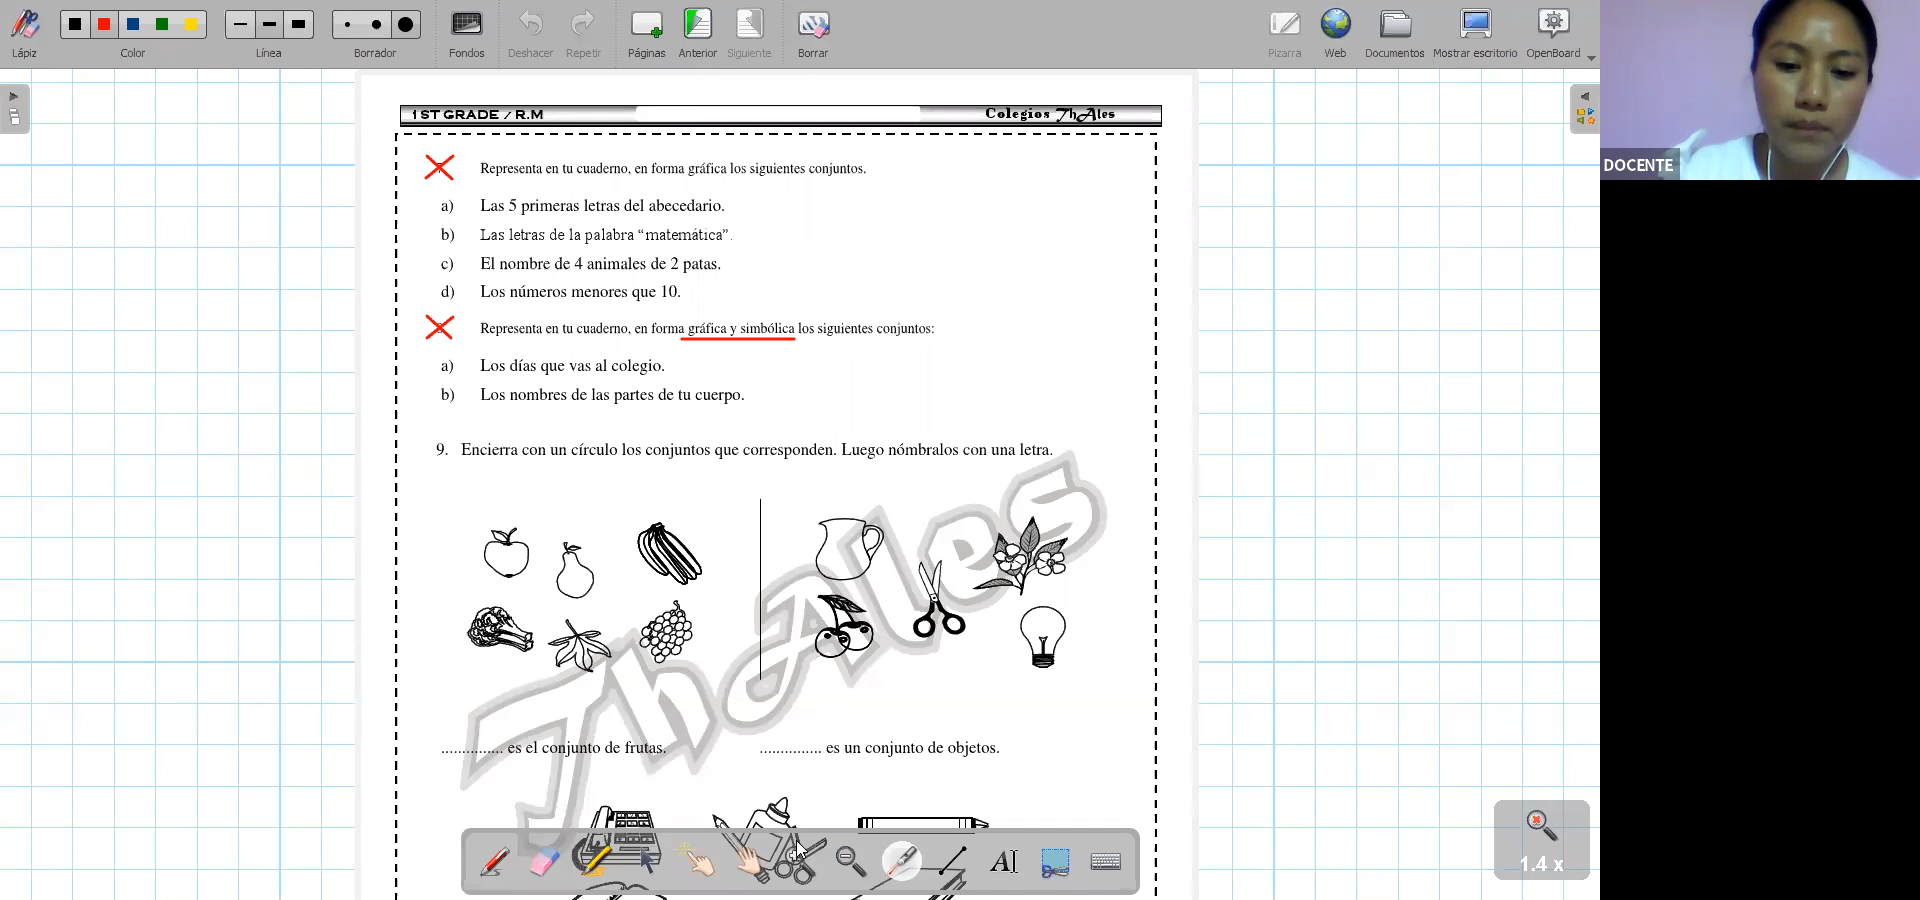 Lápiz
Color
Línea
Borrador
Fondos
Deshacer
Repetir
Páginas
Anterior
Siguiente
Borrar
Pizarra
Web
Documentos
Mostrar escritorio
OpenBoard
DOCENTE
1ST GRADE / R.M
Colegios ThAles
Representa en tu cuaderno, en forma gráfica los siguientes conjuntos.
a) Las 5 primeras letras del abecedario.
b) Las letras de la palabra “matemática”.
c) El nombre de 4 animales de 2 patas.
d) Los números menores que 10.
Representa en tu cuaderno, en forma gráfica y simbólica los siguientes conjuntos:
a) Los días que vas al colegio.
b) Los nombres de las partes de tu cuerpo.
9. Encierra con un círculo los conjuntos que corresponden. Luego nómbralos con una letra.
ThAles
............... es el conjunto de frutas.
............... es un conjunto de objetos.
AI
1.4 x